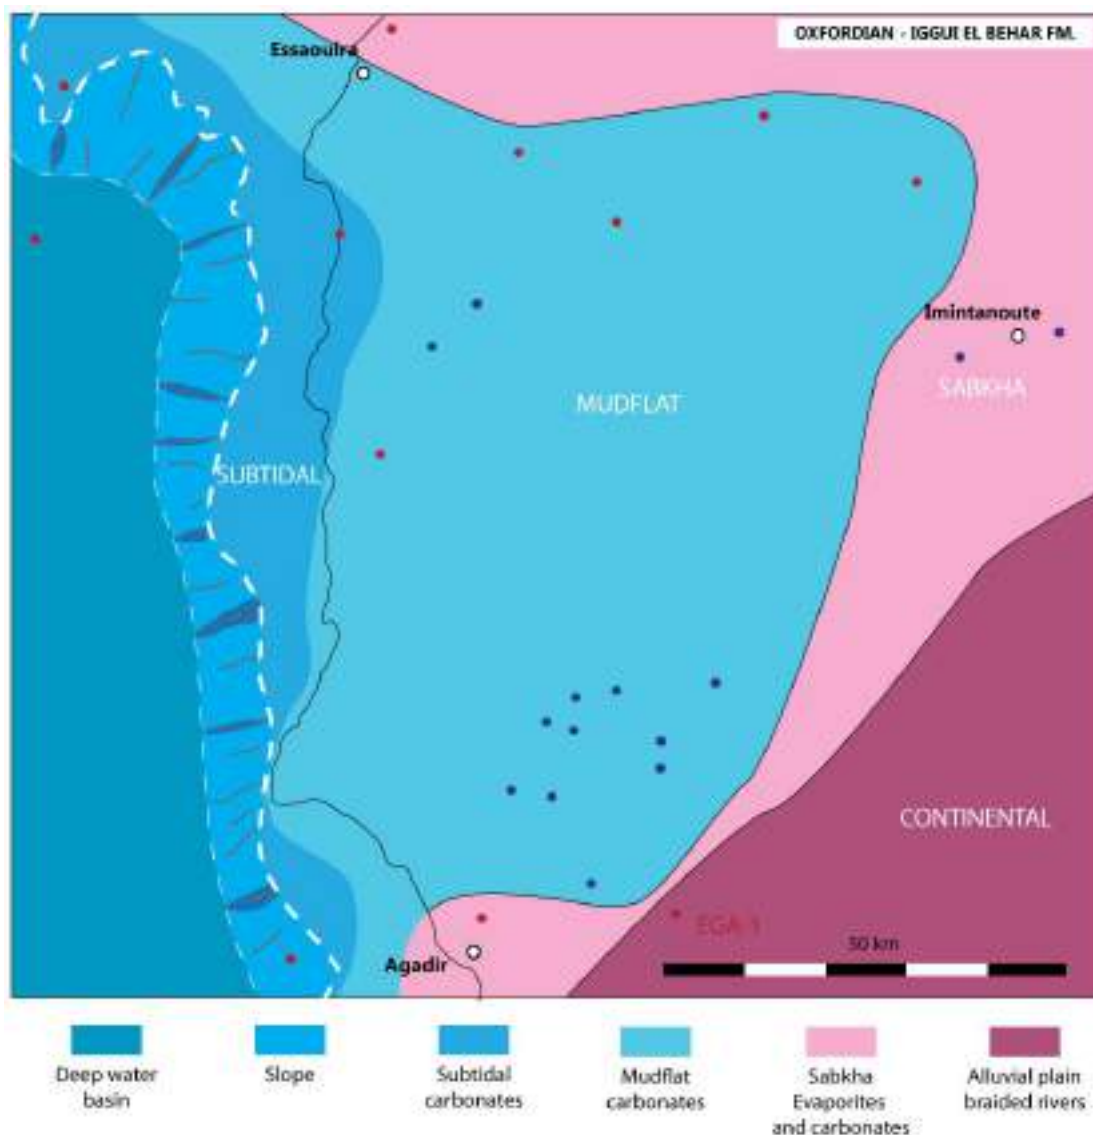 OXFORDIAN - IGGUI EL BEHAR FM.
Essaouira
Imintanoute
SABKHA
MUDFLAT
SUBTIDAL
CONTINENTAL
EGA-1
50 km
Agadir
Deep water
basin
Slope
Subtidal
carbonates
Mudflat
carbonates
Sabkha
Evaporites
and carbonates
Alluvial plain
braided rivers